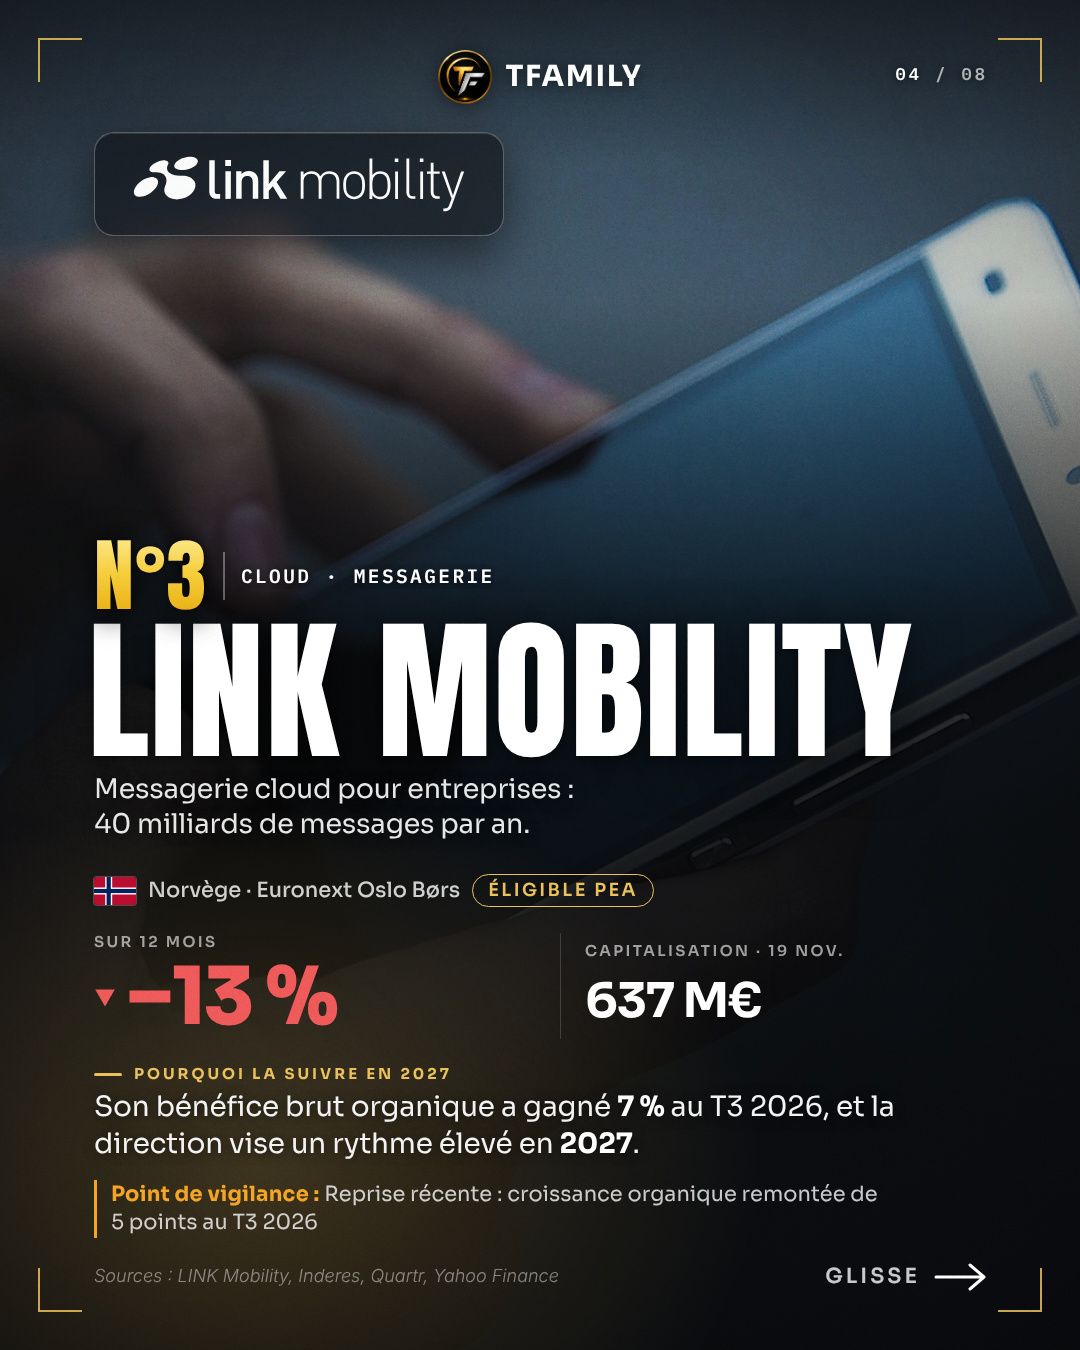 TFAMILY
04 / 08
link mobility
N°3
CLOUD · MESSAGERIE
LINK MOBILITY
Messagerie cloud pour entreprises :
40 milliards de messages par an.
Norvège · Euronext Oslo Børs
ÉLIGIBLE PEA
SUR 12 MOIS
▼ −13 %
CAPITALISATION · 19 NOV.
637 M€
POURQUOI LA SUIVRE EN 2027
Son bénéfice brut organique a gagné 7 % au T3 2026, et la
direction vise un rythme élevé en 2027.
Point de vigilance : Reprise récente : croissance organique remontée de
5 points au T3 2026
Sources : LINK Mobility, Inderes, Quartr, Yahoo Finance
GLISSE →